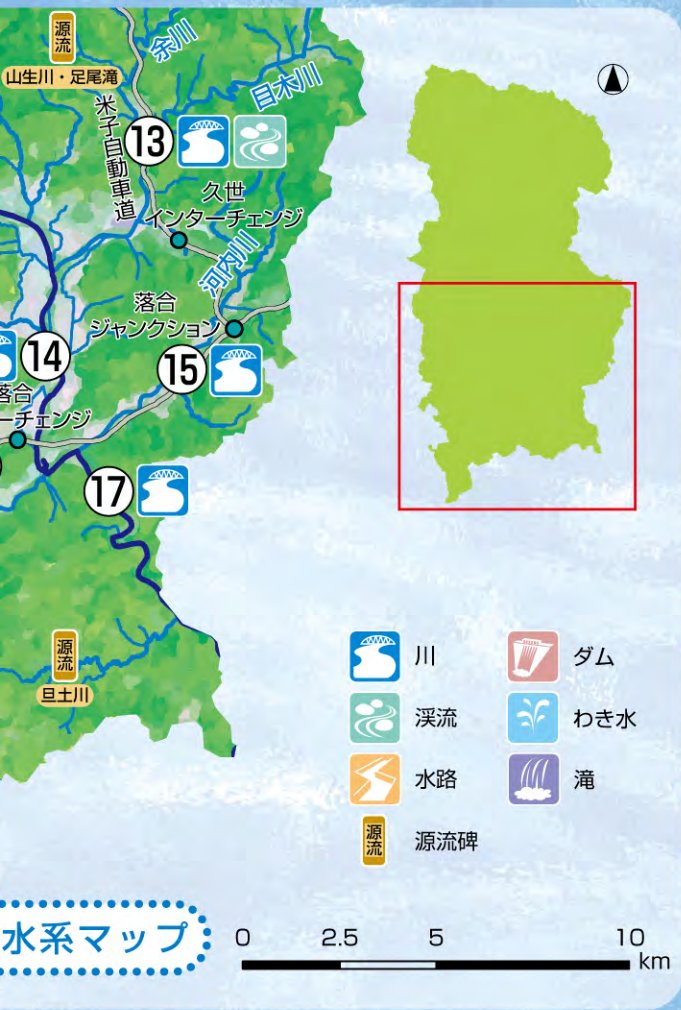 源流
山生川・足尾滝
余川
目木川
米子自動車道
13
久世
インターチェンジ
河内川
落合
ジャンクション
14
15
落合
ーチェンジ
17
源流
旦土川
川
ダム
渓流
わき水
水路
滝
源流
源流碑
水系マップ
0 2.5 5 10
km